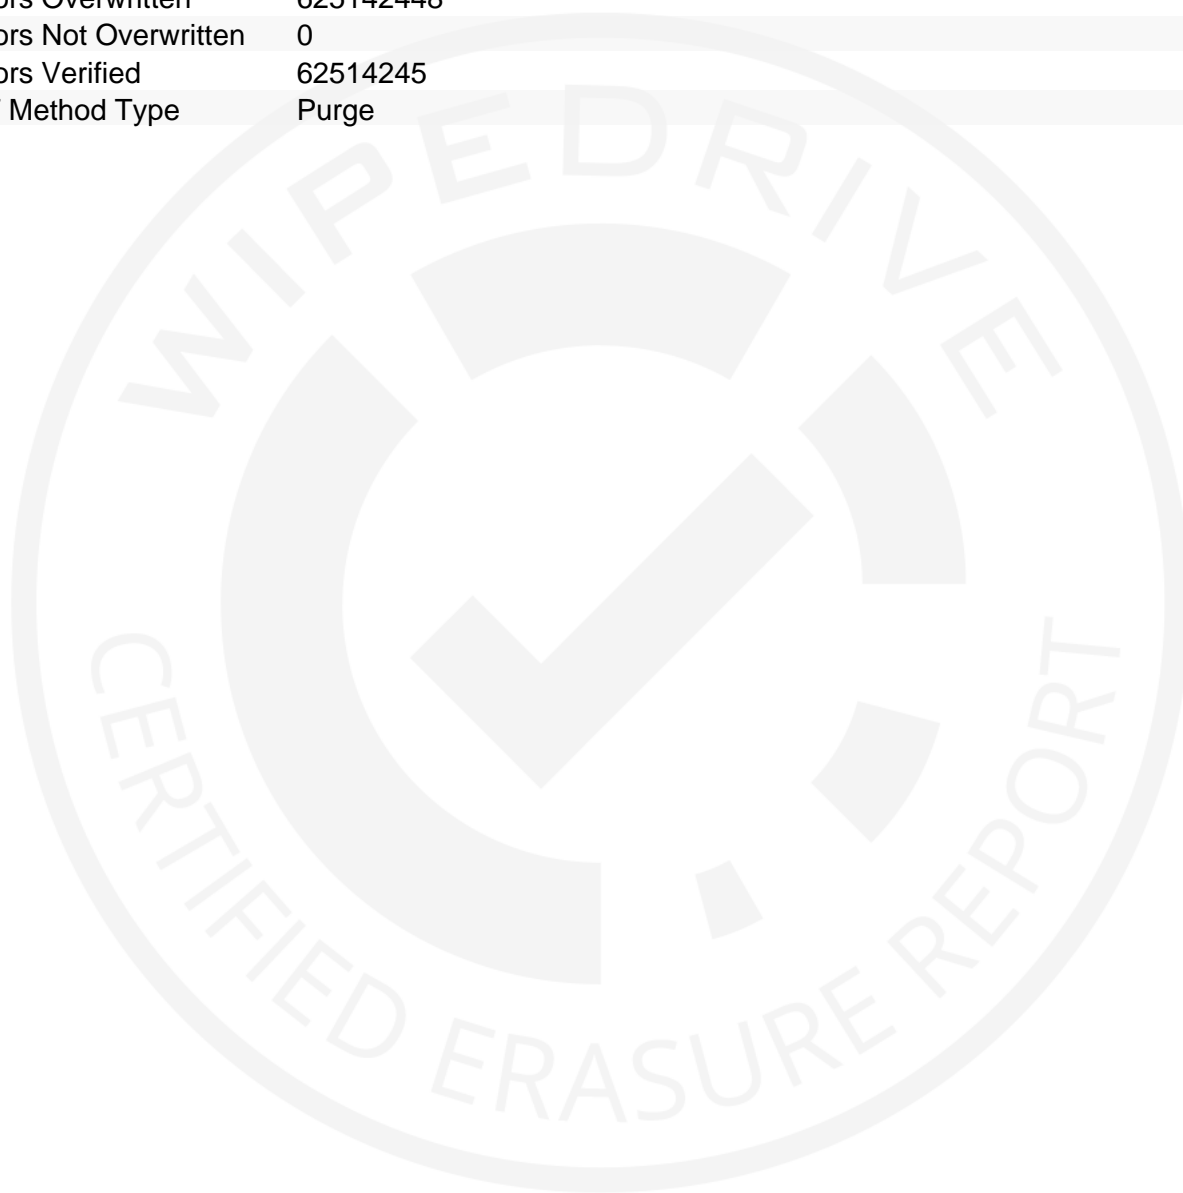 ors Overwritten 625142448
ors Not Overwritten 0
ors Verified 62514245
Method Type Purge
WIPEDRIVE
CERTIFIED ERASURE REPORT